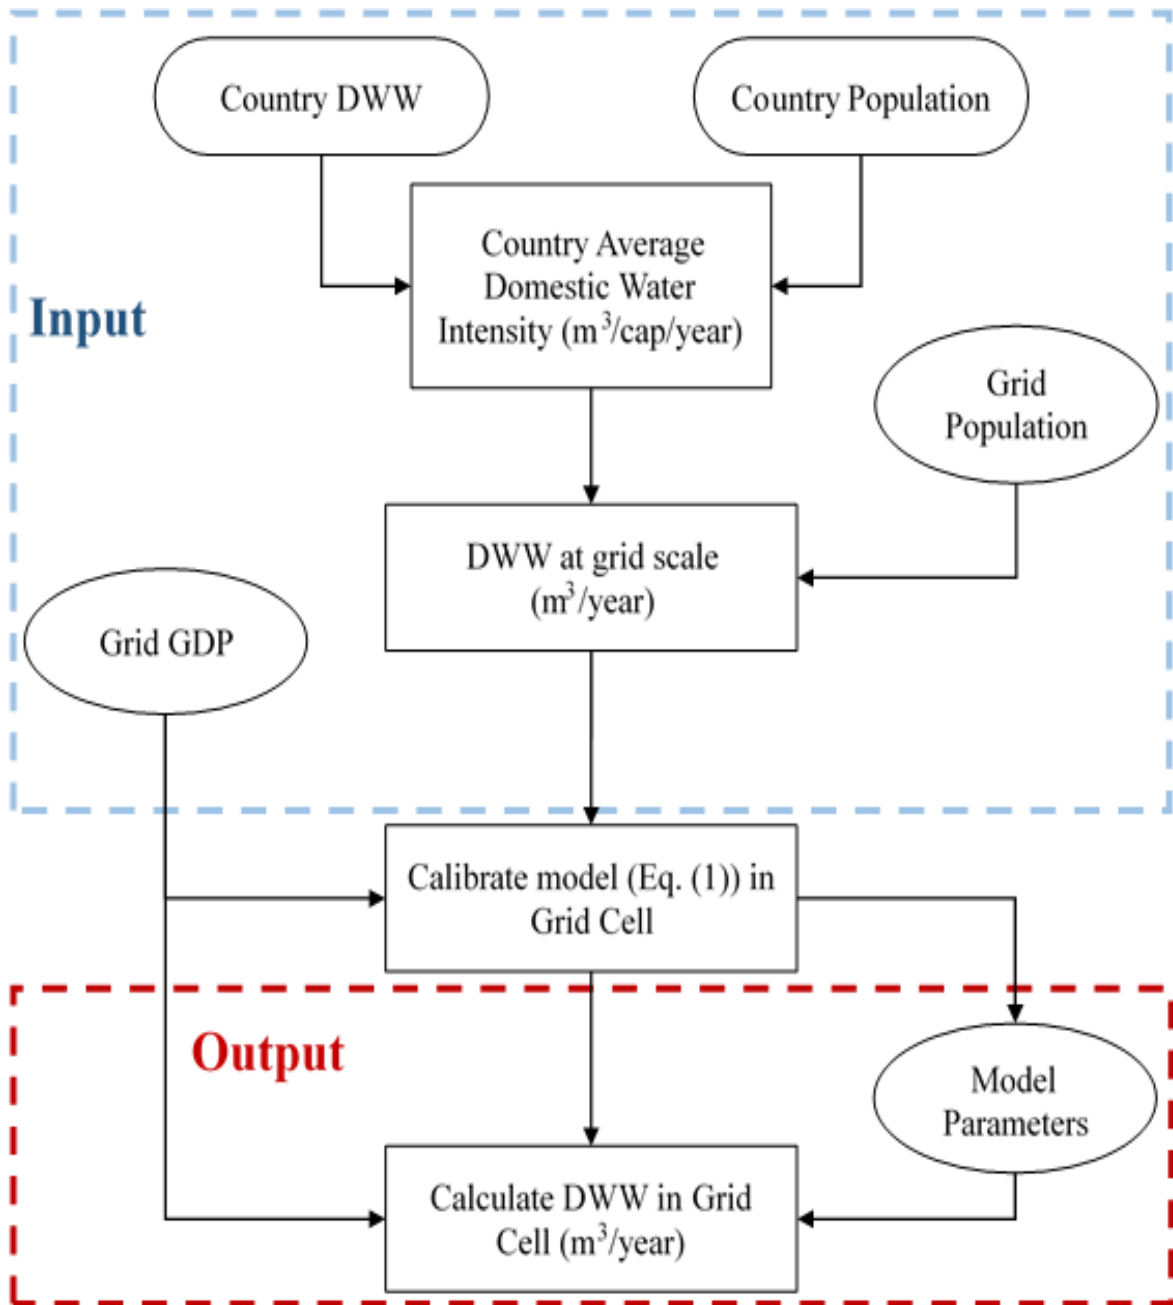 Country DWW
Country Population
Country Average
Domestic Water
Intensity (m³/cap/year)
Input
Grid
Population
DWW at grid scale
(m³/year)
Grid GDP
Calibrate model (Eq. (1)) in
Grid Cell
Output
Model
Parameters
Calculate DWW in Grid
Cell (m³/year)